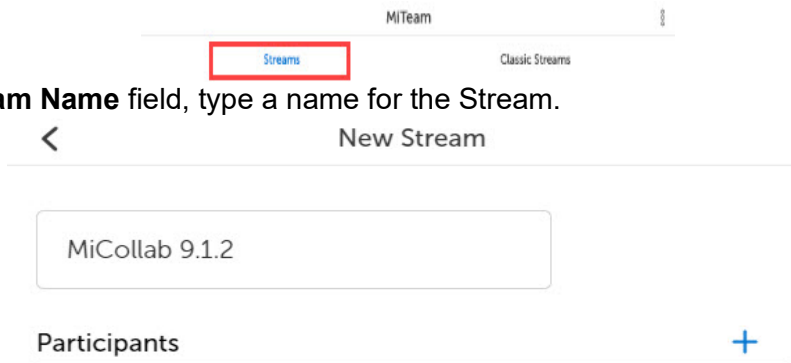 MiTeam
Streams Classic Streams
am Name field, type a name for the Stream.
New Stream
MiCollab 9.1.2
Participants